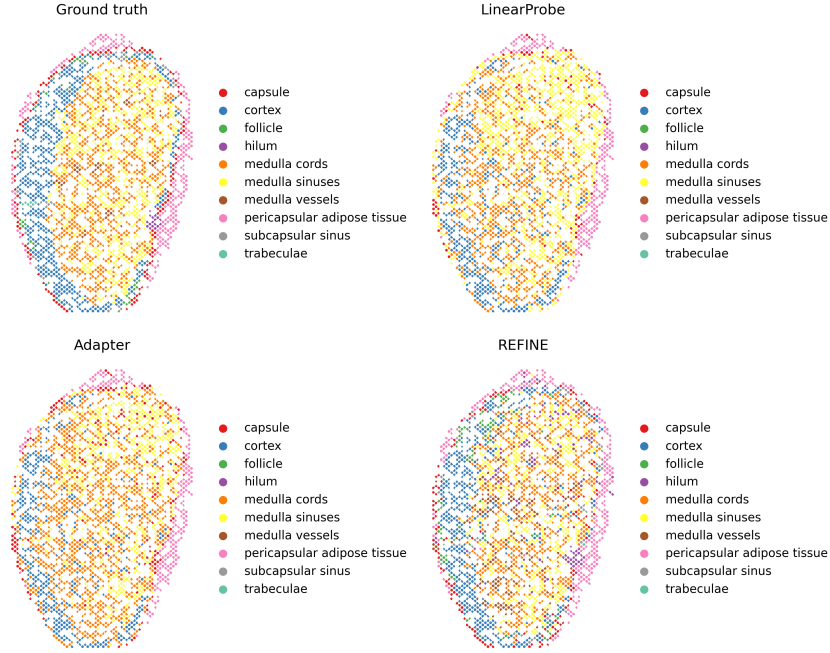 Ground truth
capsule
cortex
follicle
hilum
medulla cords
medulla sinuses
medulla vessels
pericapsular adipose tissue
subcapsular sinus
trabeculae
LinearProbe
capsule
cortex
follicle
hilum
medulla cords
medulla sinuses
medulla vessels
pericapsular adipose tissue
subcapsular sinus
trabeculae
Adapter
capsule
cortex
follicle
hilum
medulla cords
medulla sinuses
medulla vessels
pericapsular adipose tissue
subcapsular sinus
trabeculae
REFINE
capsule
cortex
follicle
hilum
medulla cords
medulla sinuses
medulla vessels
pericapsular adipose tissue
subcapsular sinus
trabeculae